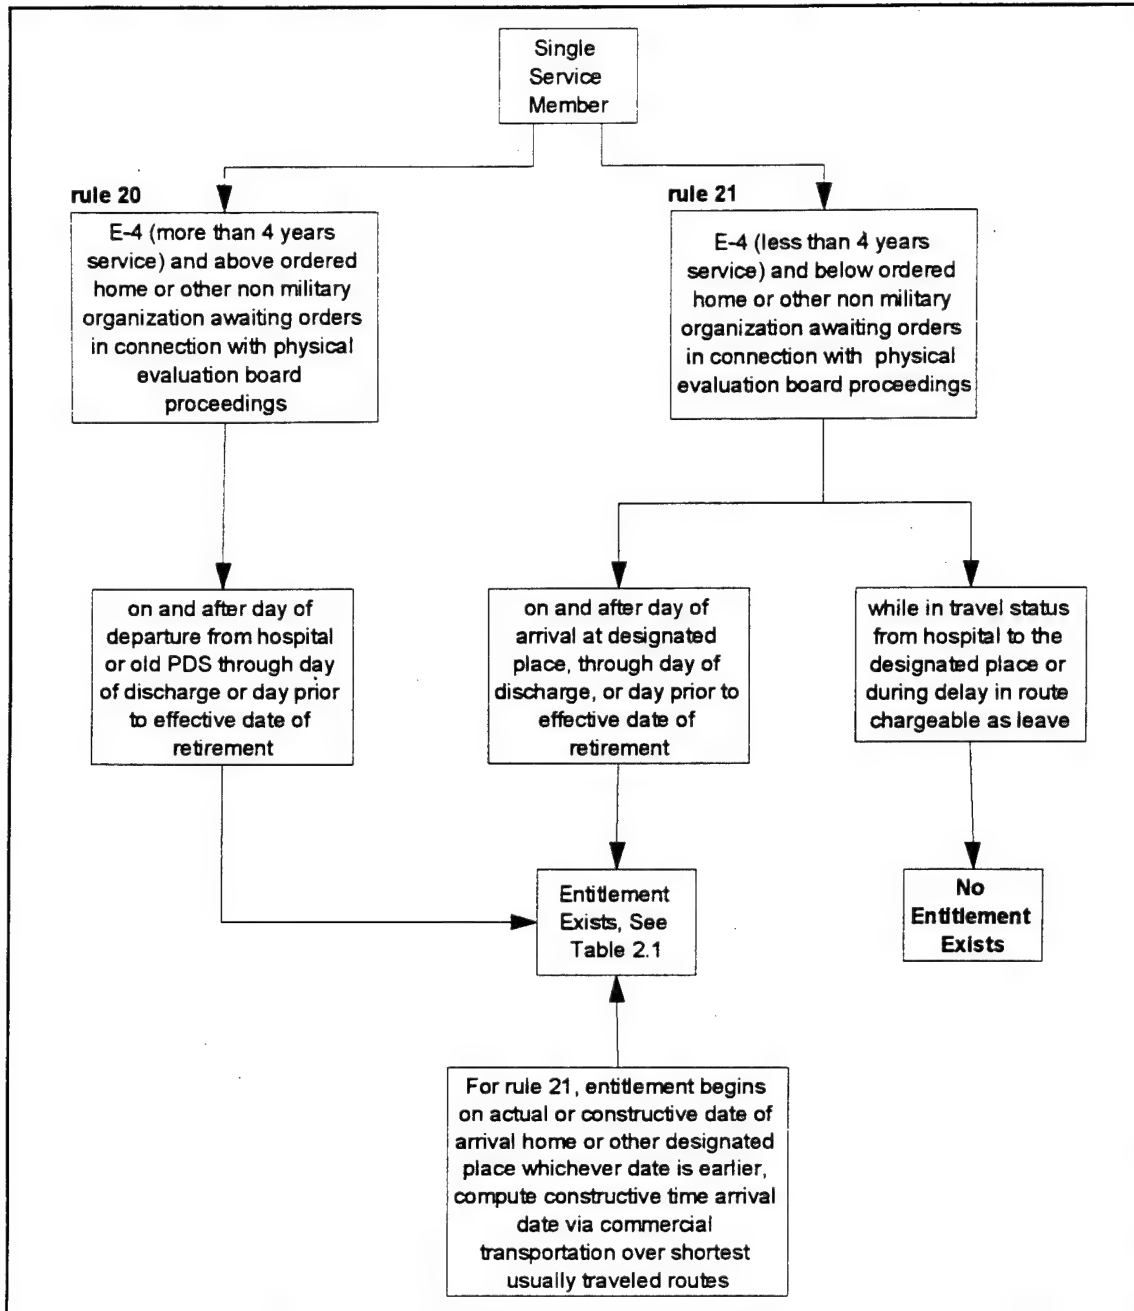 Single
Service
Member
rule 20
E-4 (more than 4 years
service) and above ordered
home or other non military
organization awaiting orders
in connection with physical
evaluation board
proceedings
rule 21
E-4 (less than 4 years
service) and below ordered
home or other non military
organization awaiting orders
in connection with physical
evaluation board proceedings
on and after day of
departure from hospital
or old PDS through day
of discharge or day prior
to effective date of
retirement
on and after day of
arrival at designated
place, through day of
discharge, or day prior to
effective date of
retirement
while in travel status
from hospital to the
designated place or
during delay in route
chargeable as leave
Entitlement
Exists, See
Table 2.1
No
Entitlement
Exists
For rule 21, entitlement begins
on actual or constructive date of
arrival home or other designated
place whichever date is earlier,
compute constructive time arrival
date via commercial
transportation over shortest
usually traveled routes